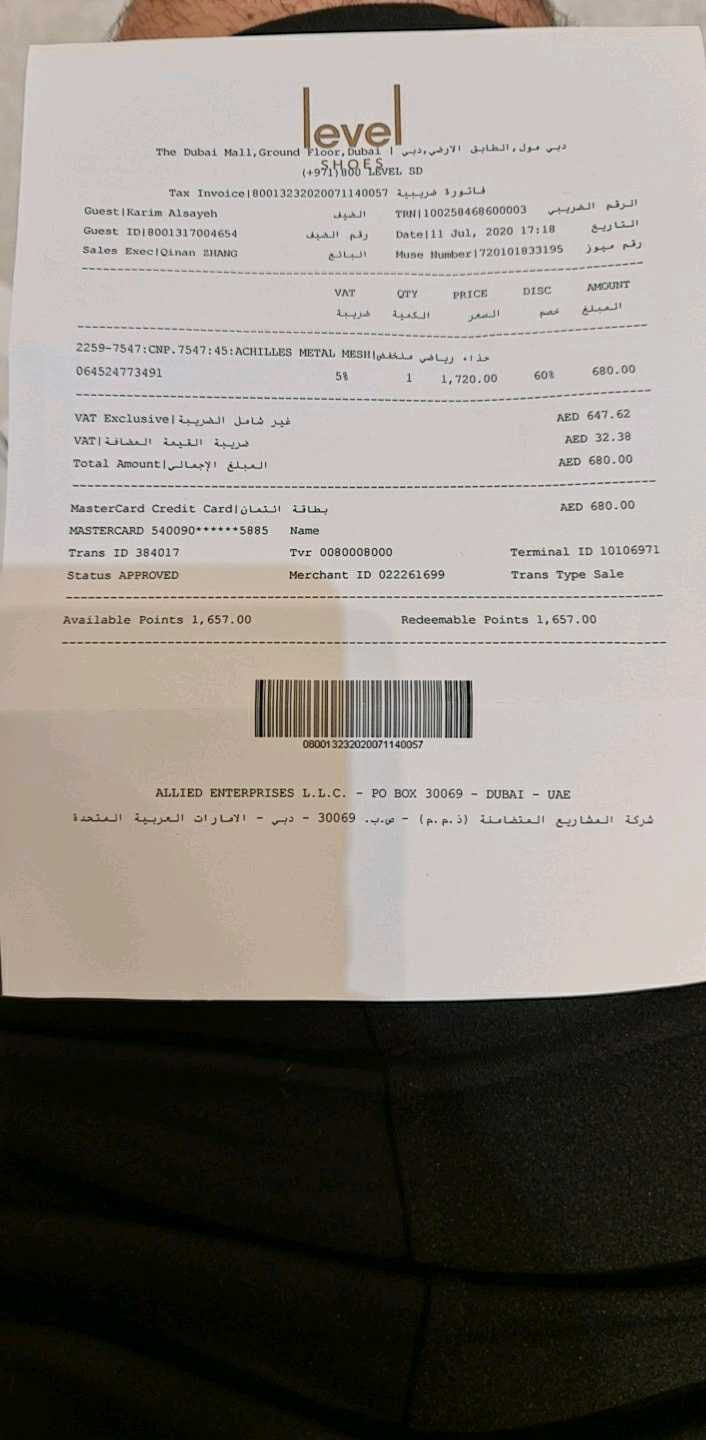 level
SHOES
The Dubai Mall,Ground Floor,Dubai | دبي مول,الطابق الارضي,دبي
(+971)800 LEVEL SD
Tax Invoice|80013232020071140057 فاتورة ضريبية
Guest|Karim Alsayeh الضيف TRN|100258468600003 الرقم الضريبي
Guest ID|8001317004654 رقم الضيف Date|11 Jul, 2020 17:18 التاريخ
Sales Exec|Qinan ZHANG البائع Muse Number|720101833195 رقم ميوز
VAT QTY PRICE DISC AMOUNT
ضريبة الكمية السعر خصم المبلغ
2259-7547:CNP.7547:45:ACHILLES METAL MESH|حذاء رياضي منخفض
064524773491 5% 1 1,720.00 60% 680.00
VAT Exclusive|غير شامل الضريبة AED 647.62
VAT|ضريبة القيمة المضافة AED 32.38
Total Amount|المبلغ الإجمالي AED 680.00
MasterCard Credit Card|بطاقة ائتمان AED 680.00
MASTERCARD 540090******5885 Name
Trans ID 384017 Tvr 0080008000 Terminal ID 10106971
Status APPROVED Merchant ID 022261699 Trans Type Sale
Available Points 1,657.00 Redeemable Points 1,657.00
080013232020071140057
ALLIED ENTERPRISES L.L.C. - PO BOX 30069 - DUBAI - UAE
شركة المشاريع المتضامنة (ذ.م.م) - ص.ب. 30069 - دبي - الامارات العربية المتحدة